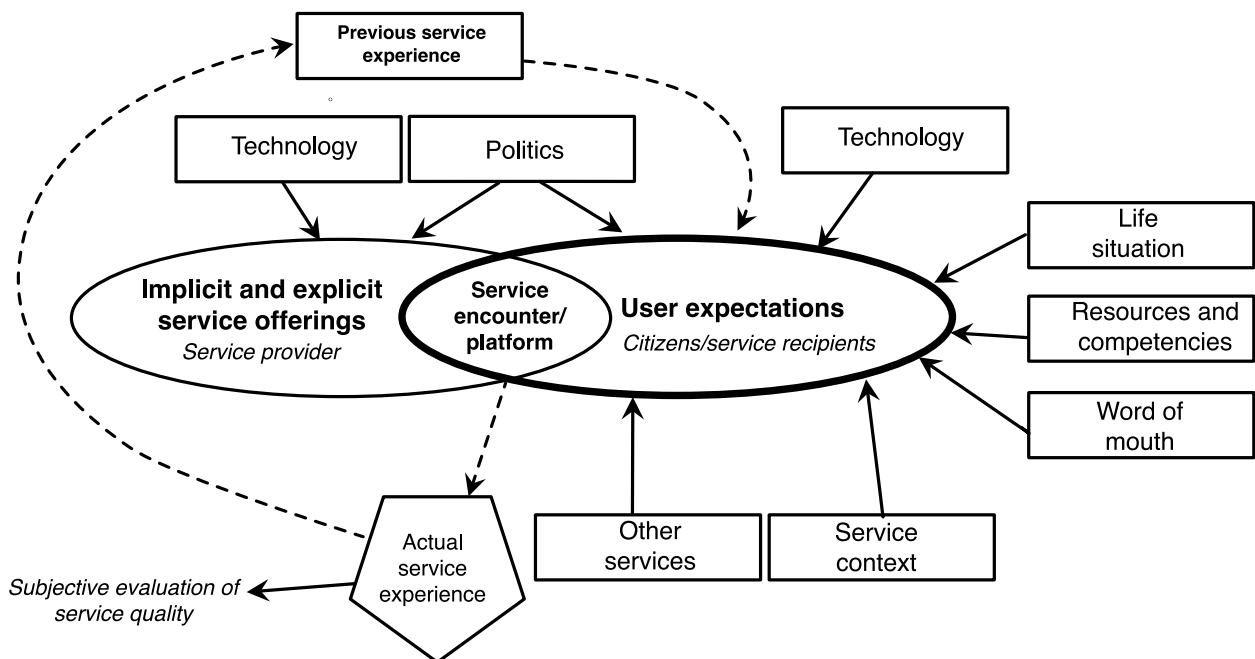 Previous service
experience
Technology
Politics
Technology
Life
situation
Implicit and explicit
service offerings
Service provider
Service
encounter/
platform
User expectations
Citizens/service recipients
Resources and
competencies
Word of
mouth
Other
services
Service
context
Actual
service
experience
Subjective evaluation of
service quality